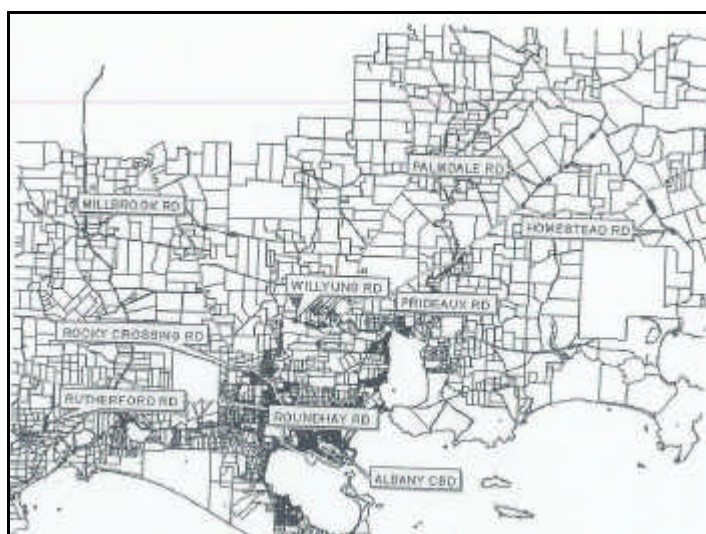 PALMDALE RD
MILLBROOK RD
HOMESTEAD RD
WILLYUNG RD
PRIDEAUX RD
ROCKY CROSSING RD
RUTHERFORD RD
ROUNDHAY RD
ALBANY CBD